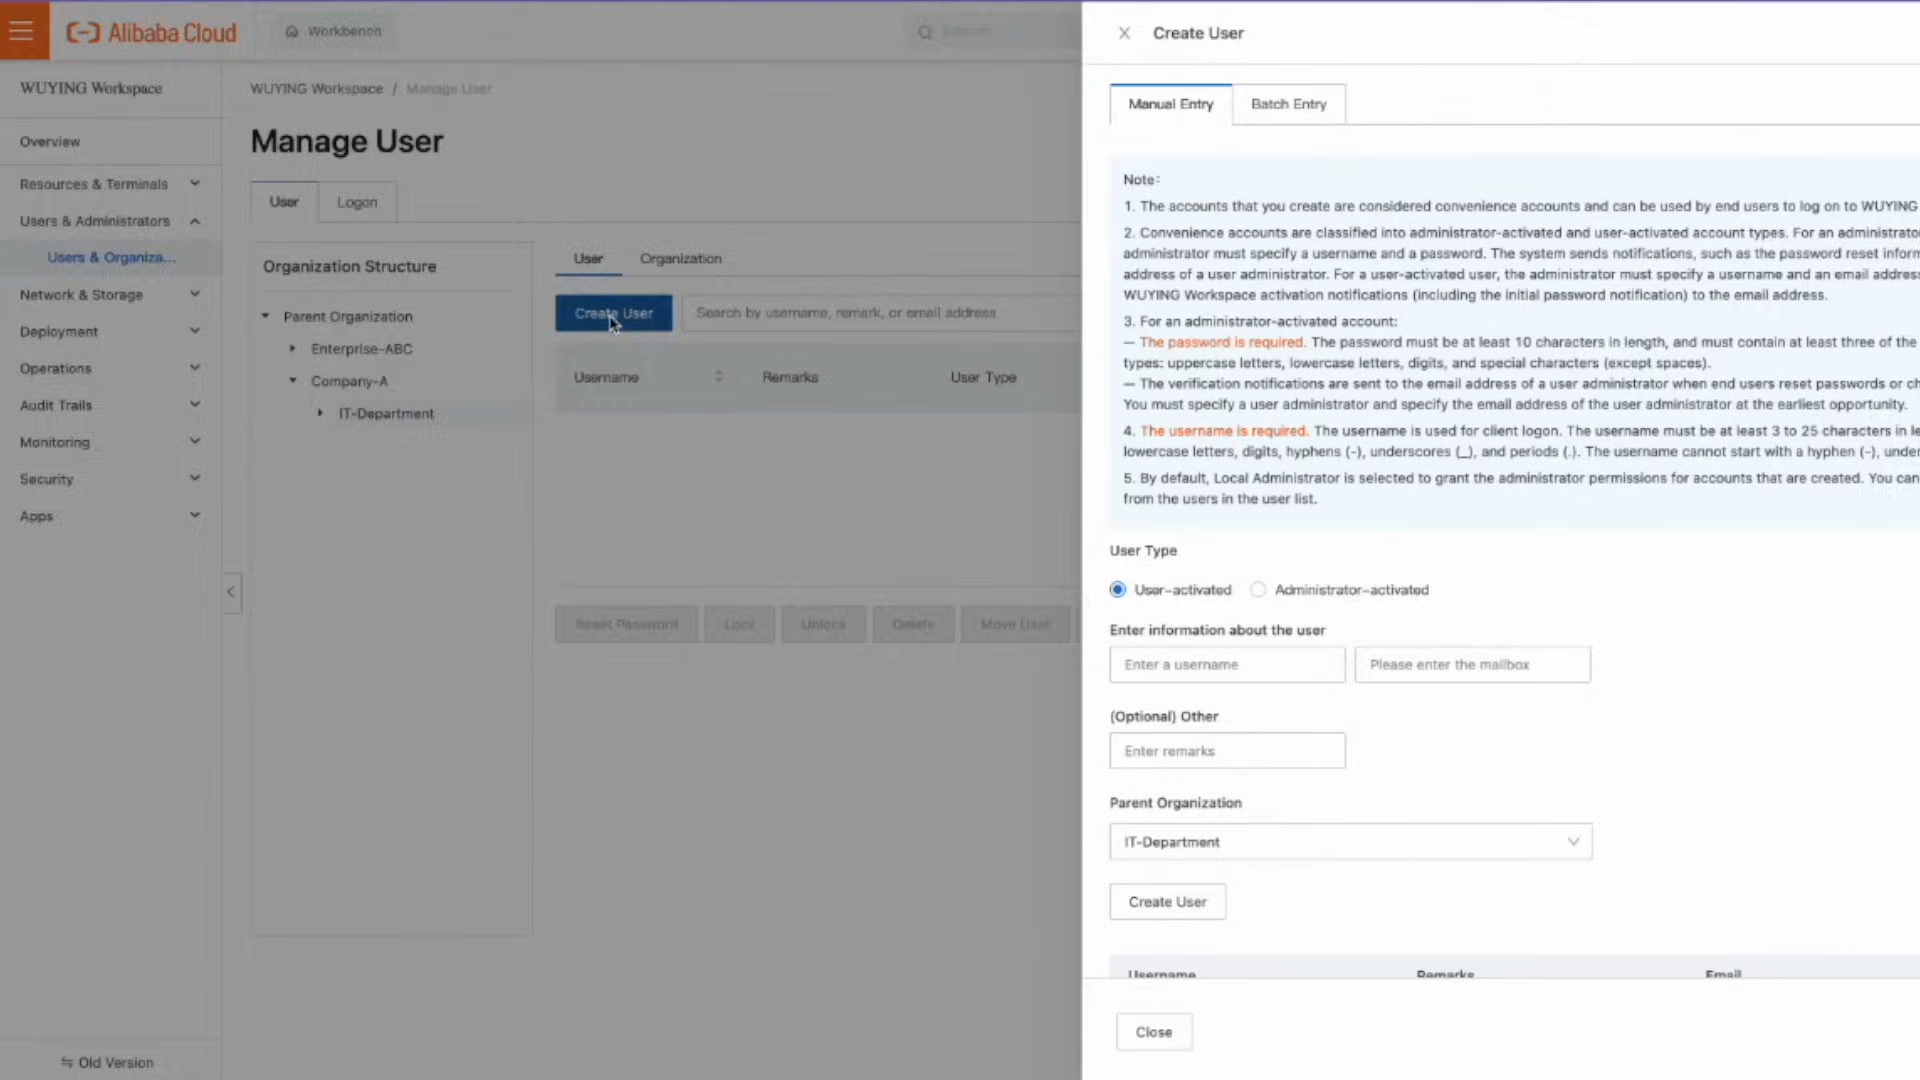 Alibaba Cloud
Workbench
Search
WUYING Workspace
Overview
Resources & Terminals
Users & Administrators
Users & Organiza...
Network & Storage
Deployment
Operations
Audit Trails
Monitoring
Security
Apps
Old Version
WUYING Workspace / Manage User
Manage User
User
Logon
Organization Structure
Parent Organization
Enterprise-ABC
Company-A
IT-Department
User
Organization
Create User
Search by username, remark, or email address
Username
Remarks
User Type
Reset Password
Lock
Unlock
Delete
Move User
Create User
Manual Entry
Batch Entry
Note:
1. The accounts that you create are considered convenience accounts and can be used by end users to log on to WUYING
2. Convenience accounts are classified into administrator-activated and user-activated account types. For an administrato
administrator must specify a username and a password. The system sends notifications, such as the password reset inform
address of a user administrator. For a user-activated user, the administrator must specify a username and an email addres
WUYING Workspace activation notifications (including the initial password notification) to the email address.
3. For an administrator-activated account:
— The password is required. The password must be at least 10 characters in length, and must contain at least three of the
types: uppercase letters, lowercase letters, digits, and special characters (except spaces).
— The verification notifications are sent to the email address of a user administrator when end users reset passwords or ch
You must specify a user administrator and specify the email address of the user administrator at the earliest opportunity.
4. The username is required. The username is used for client logon. The username must be at least 3 to 25 characters in le
lowercase letters, digits, hyphens (-), underscores (_), and periods (.). The username cannot start with a hyphen (-), under
5. By default, Local Administrator is selected to grant the administrator permissions for accounts that are created. You can
from the users in the user list.
User Type
User-activated
Administrator-activated
Enter information about the user
Enter a username
Please enter the mailbox
(Optional) Other
Enter remarks
Parent Organization
IT-Department
Create User
Username
Remarks
Email
Close